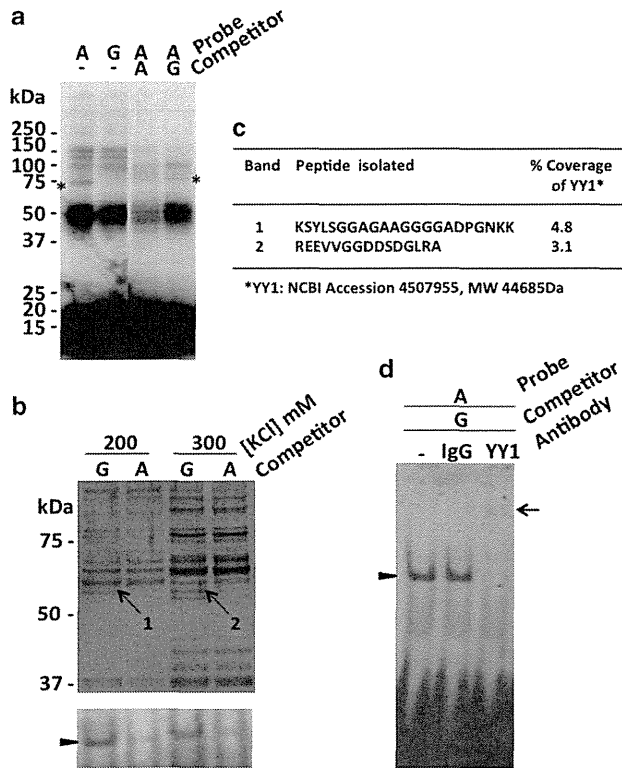 a
A G A A Probe
- - A G Competitor
kDa
250 -
150 -
100 -
75 -
50 -
37 -
25 -
20 -
15 -
*
*
c
Band Peptide isolated % Coverage
of YY1*
1 KSYLSGGAGAAGGGGADPGNKK 4.8
2 REEVVGGDDSDGLRA 3.1
*YY1: NCBI Accession 4507955, MW 44685Da
b
200 300 [KCl] mM
G A G A Competitor
kDa
75 -
50 -
37 -
1
2
d
A Probe
G Competitor
- IgG YY1 Antibody